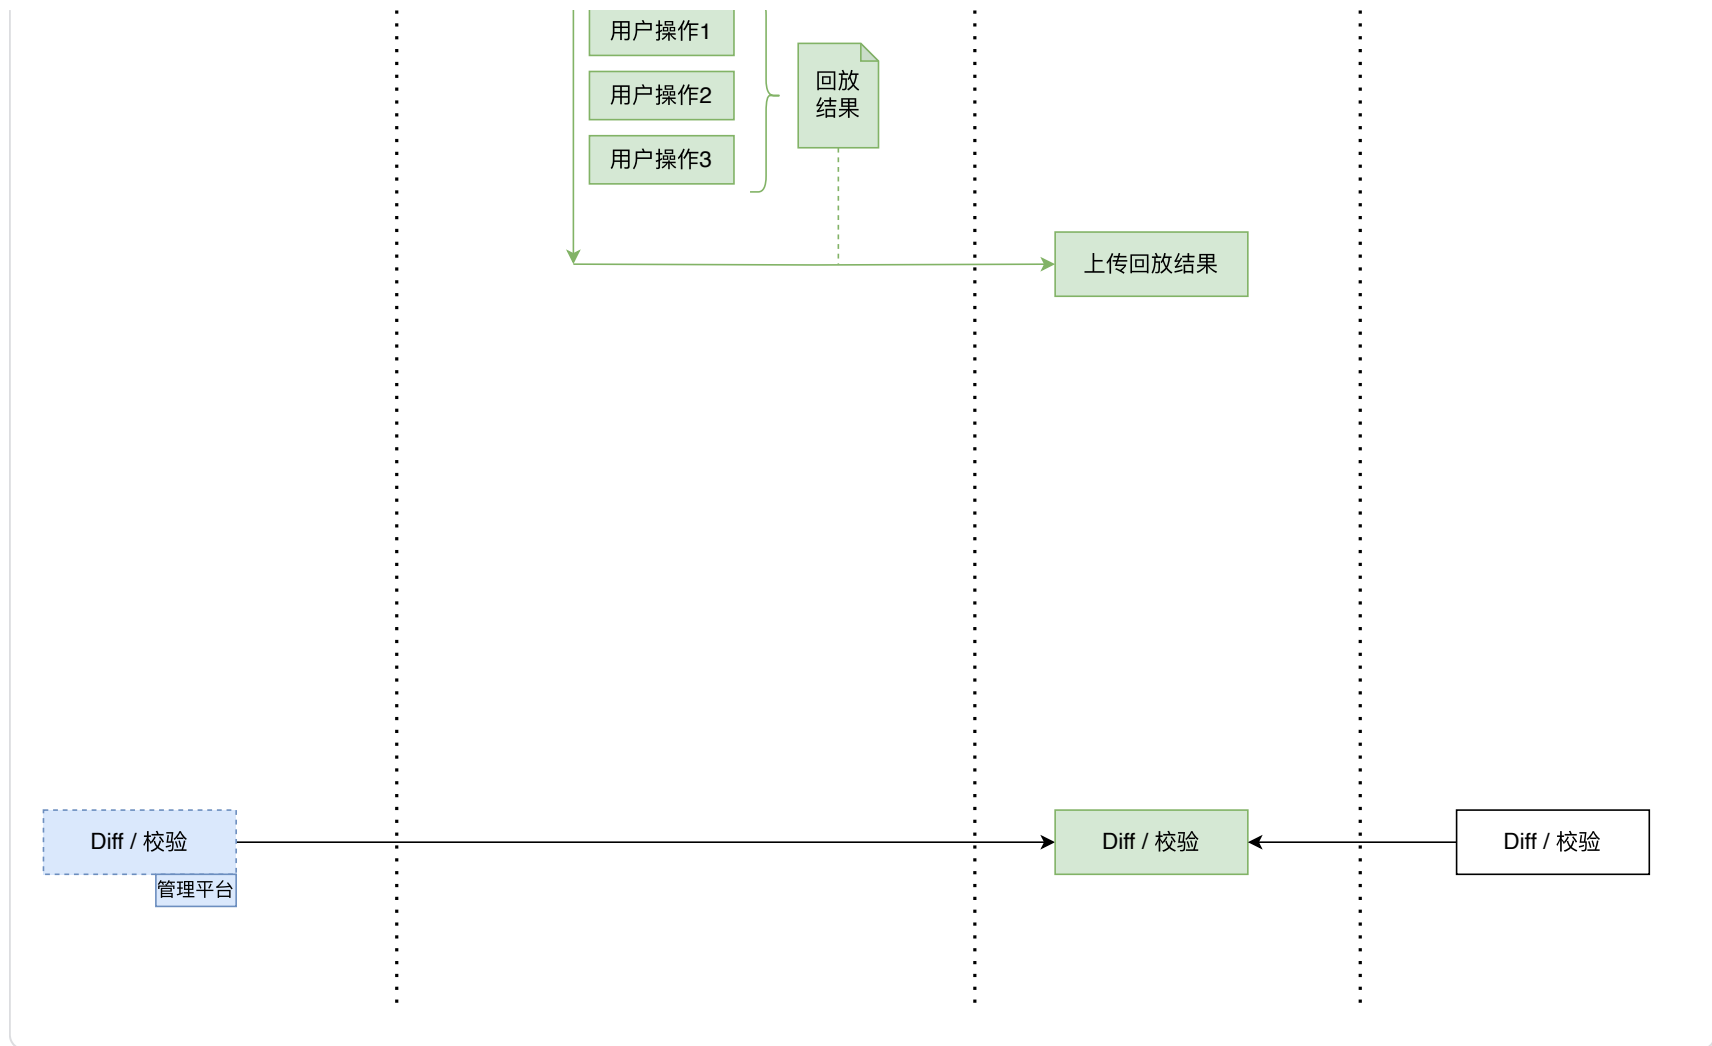 用户操作1
用户操作2
用户操作3
回放
结果
上传回放结果
Diff / 校验
管理平台
Diff / 校验
Diff / 校验